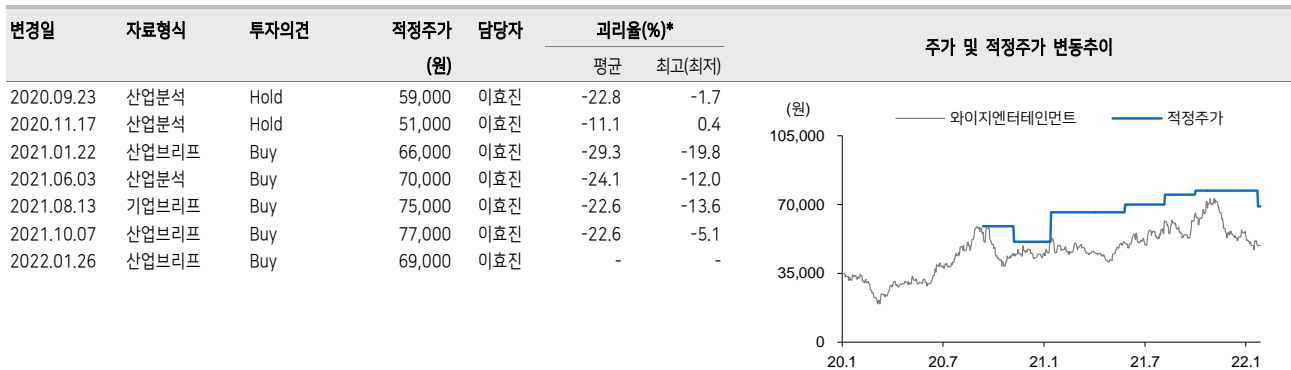 변경일 자료형식 투자의견 적정주가 담당자 괴리율(%)*
(원) 평균 최고(최저)
2020.09.23 산업분석 Hold 59,000 이효진 -22.8 -1.7
2020.11.17 산업분석 Hold 51,000 이효진 -11.1 0.4
2021.01.22 산업브리프 Buy 66,000 이효진 -29.3 -19.8
2021.06.03 산업분석 Buy 70,000 이효진 -24.1 -12.0
2021.08.13 기업브리프 Buy 75,000 이효진 -22.6 -13.6
2021.10.07 산업브리프 Buy 77,000 이효진 -22.6 -5.1
2022.01.26 산업브리프 Buy 69,000 이효진 - -
주가 및 적정주가 변동추이
(원)
와이지엔터테인먼트 적정주가
105,000
70,000
35,000
0
20.1 20.7 21.1 21.7 22.1